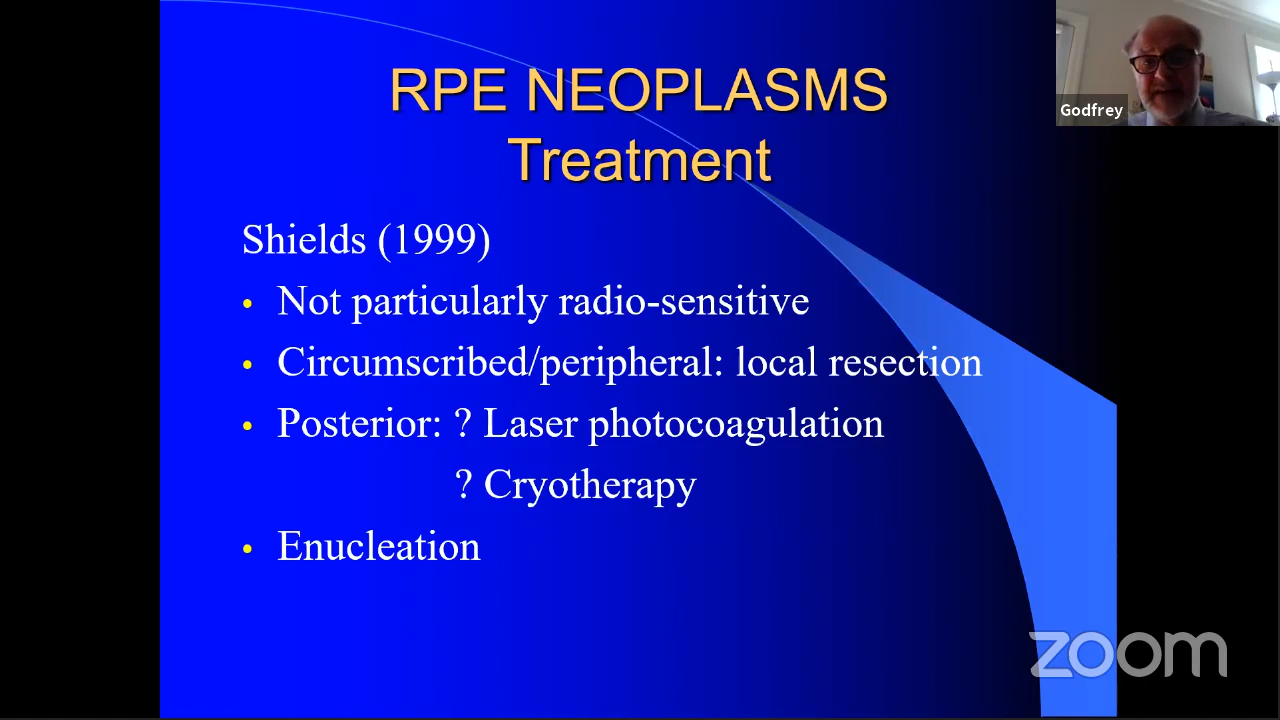 RPE NEOPLASMS
Treatment
Godfrey
Shields (1999)
• Not particularly radio-sensitive
• Circumscribed/peripheral: local resection
• Posterior: ? Laser photocoagulation
? Cryotherapy
• Enucleation
zoom